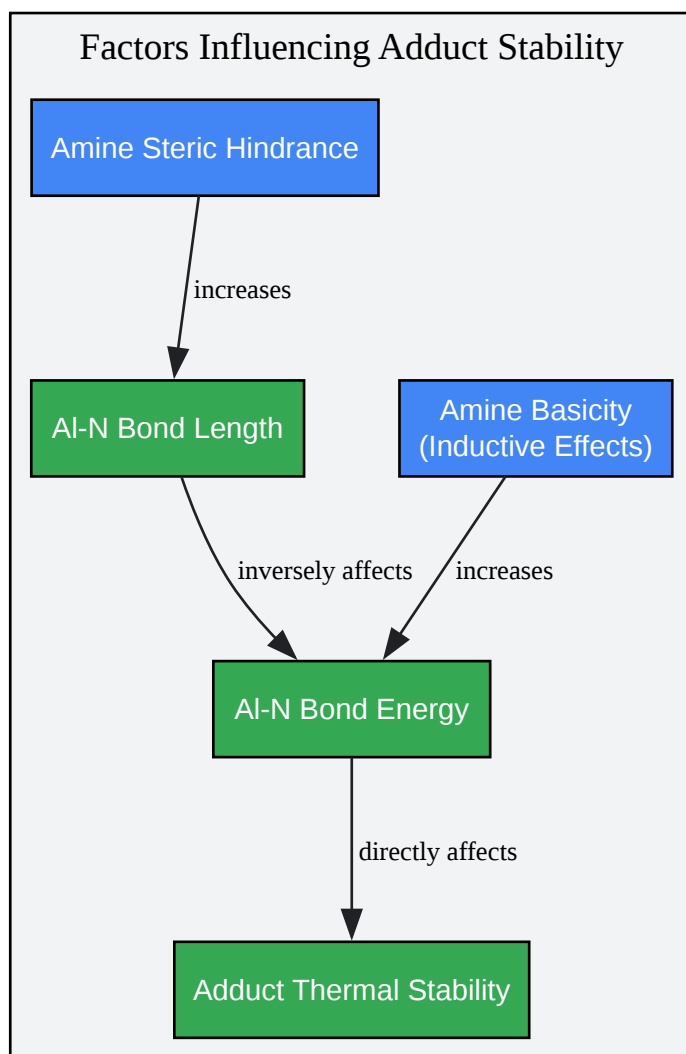 Factors Influencing Adduct Stability
Amine Steric Hindrance
increases
Al-N Bond Length
Amine Basicity
(Inductive Effects)
inversely affects
increases
Al-N Bond Energy
directly affects
Adduct Thermal Stability